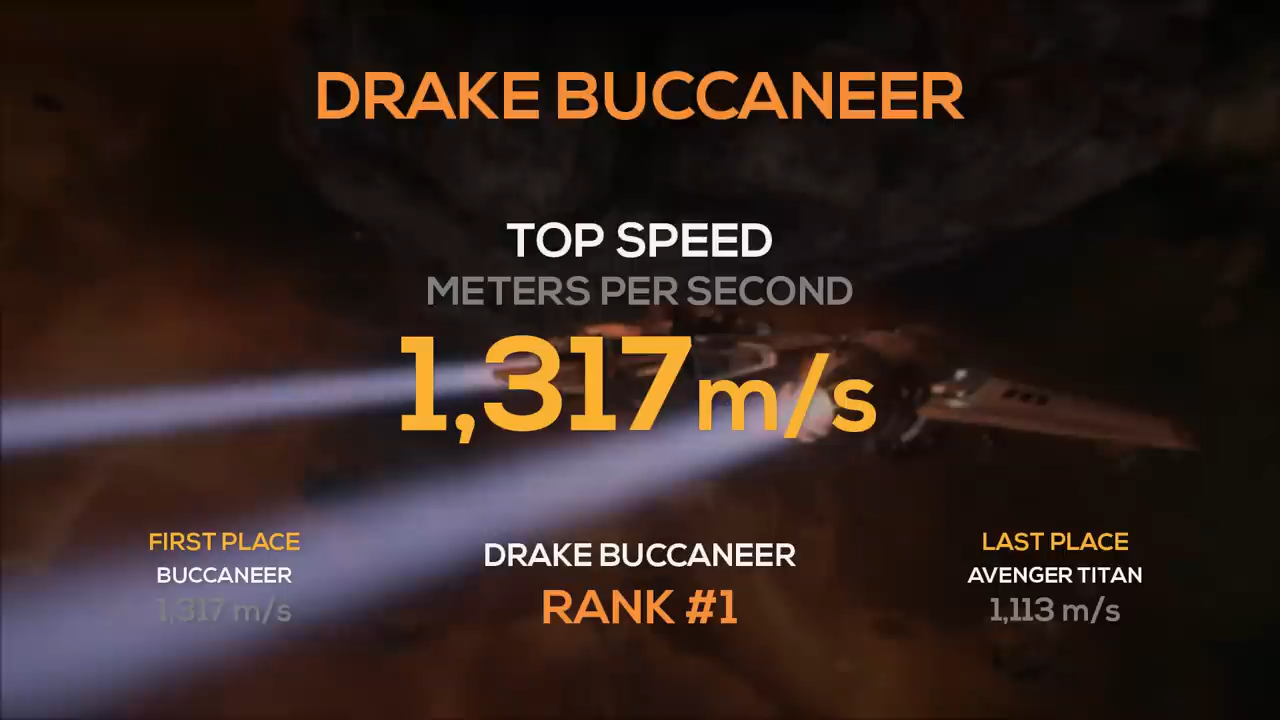 DRAKE BUCCANEER
TOP SPEED
METERS PER SECOND
1,317 m/s
FIRST PLACE
BUCCANEER
1,317 m/s
DRAKE BUCCANEER
RANK #1
LAST PLACE
AVENGER TITAN
1,113 m/s